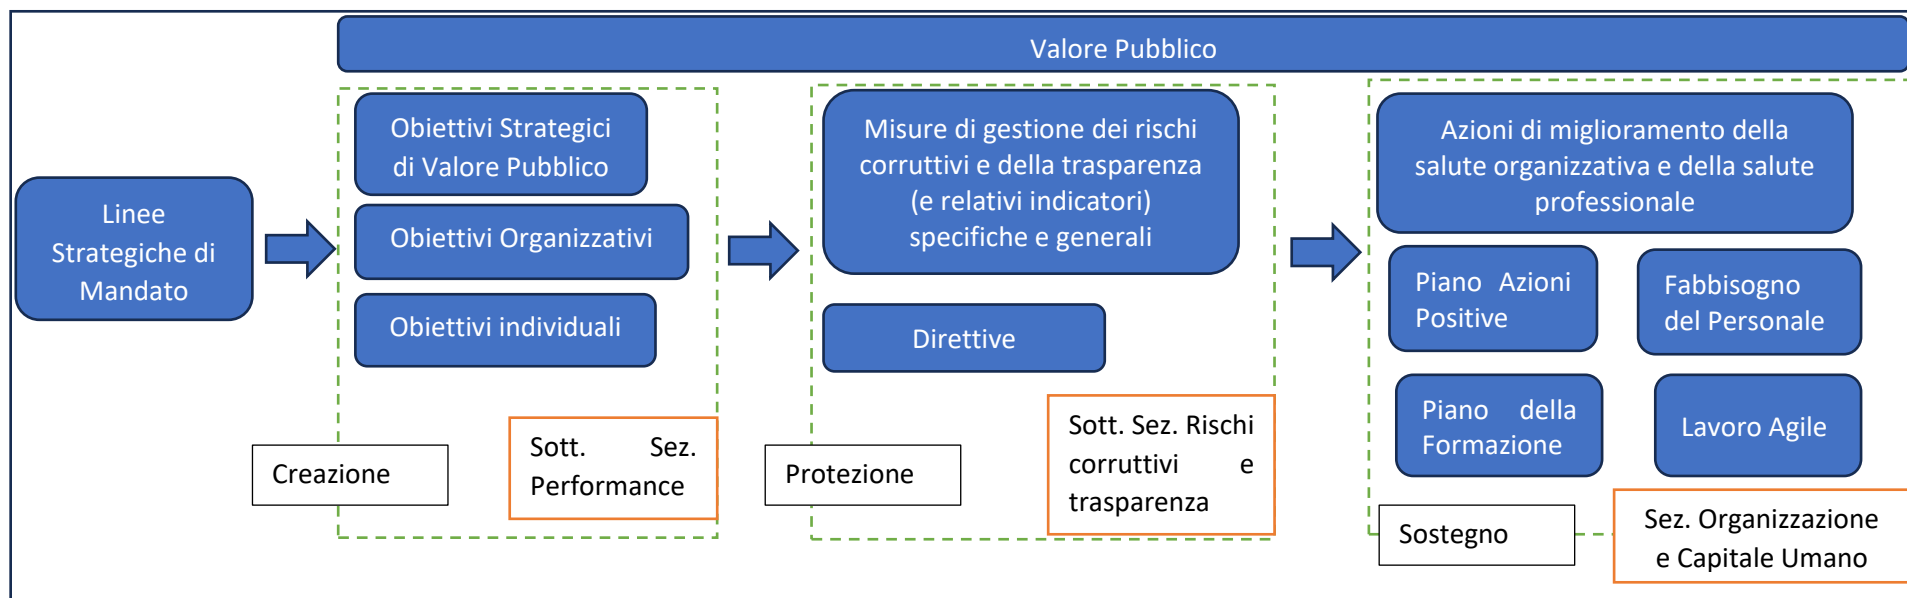 Valore Pubblico
Linee
Strategiche di
Mandato
Obiettivi Strategici
di Valore Pubblico
Obiettivi Organizzativi
Obiettivi individuali
Creazione
Sott. Sez.
Performance
Misure di gestione dei rischi
corruttivi e della trasparenza
(e relativi indicatori)
specifiche e generali
Direttive
Protezione
Sott. Sez. Rischi
corruttivi e
trasparenza
Azioni di miglioramento della
salute organizzativa e della salute
professionale
Piano Azioni
Positive
Fabbisogno
del Personale
Piano della
Formazione
Lavoro Agile
Sostegno
Sez. Organizzazione
e Capitale Umano